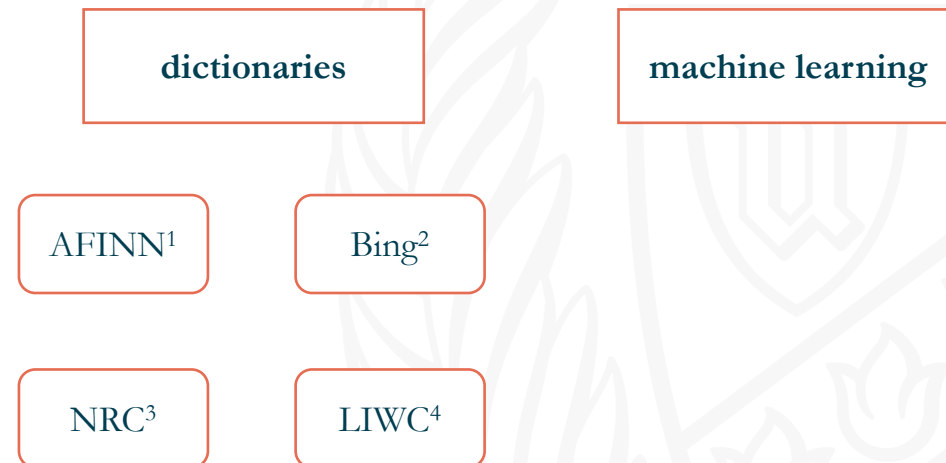 dictionaries
machine learning
AFINN¹
Bing²
NRC³
LIWC⁴